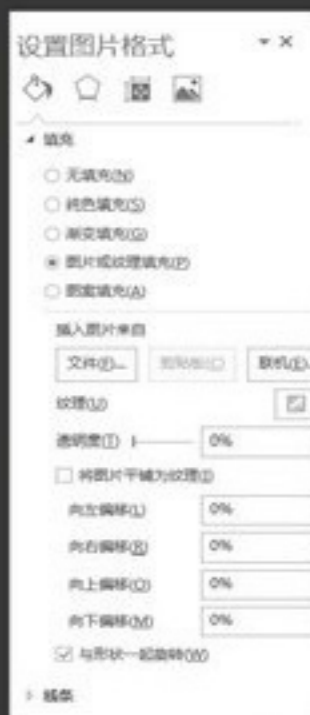 设置图片格式
填充
无填充(N)
纯色填充(S)
渐变填充(G)
图片或纹理填充(P)
图案填充(A)
插入图片来自
文件(F)...
剪贴板(C)
联机(E)...
纹理(U)
透明度(T) 0%
将图片平铺为纹理(I)
向左偏移(L) 0%
向右偏移(R) 0%
向上偏移(O) 0%
向下偏移(M) 0%
与形状一起旋转(W)
线条